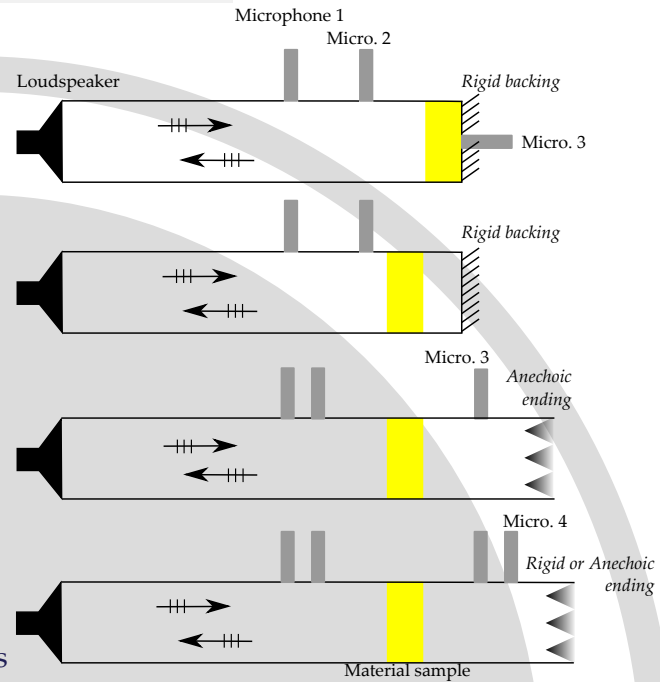 Microphone 1
Micro. 2
Loudspeaker
Rigid backing
Micro. 3
Rigid backing
Micro. 3
Anechoic
ending
Micro. 4
Rigid or Anechoic
ending
s
Material sample